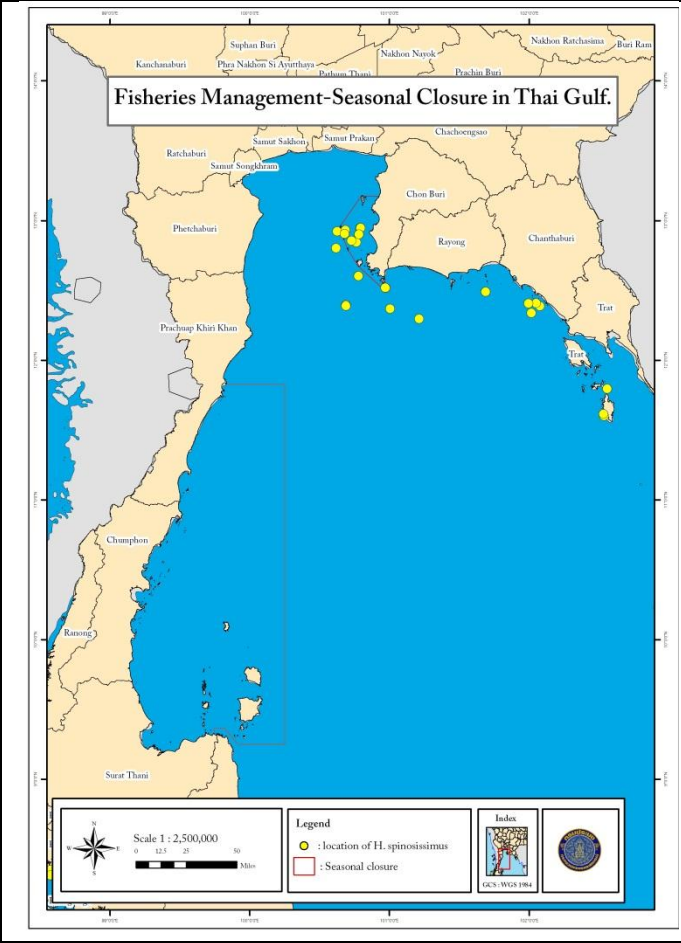 Suphan Buri
Nakhon Nayok
Nakhon Ratchasima
Buri Ram
Kanchanaburi
Phra Nakhon Si Ayutthaya
Pathum Thani
Prachin Buri
Fisheries Management-Seasonal Closure in Thai Gulf.
Chachoengsao
Samut Sakhon
Samut Prakan
Ratchaburi
Samut Songkhram
Chon Buri
Phetchaburi
Rayong
Chanthaburi
Trat
Prachuap Khiri Khan
Trat
Chumphon
Ranong
Surat Thani
N
W
E
S
Scale 1 : 2,500,000
0 12.5 25 50
Miles
Legend
: location of H. spinosissimus
: Seasonal closure
Index
GCS : WGS 1984